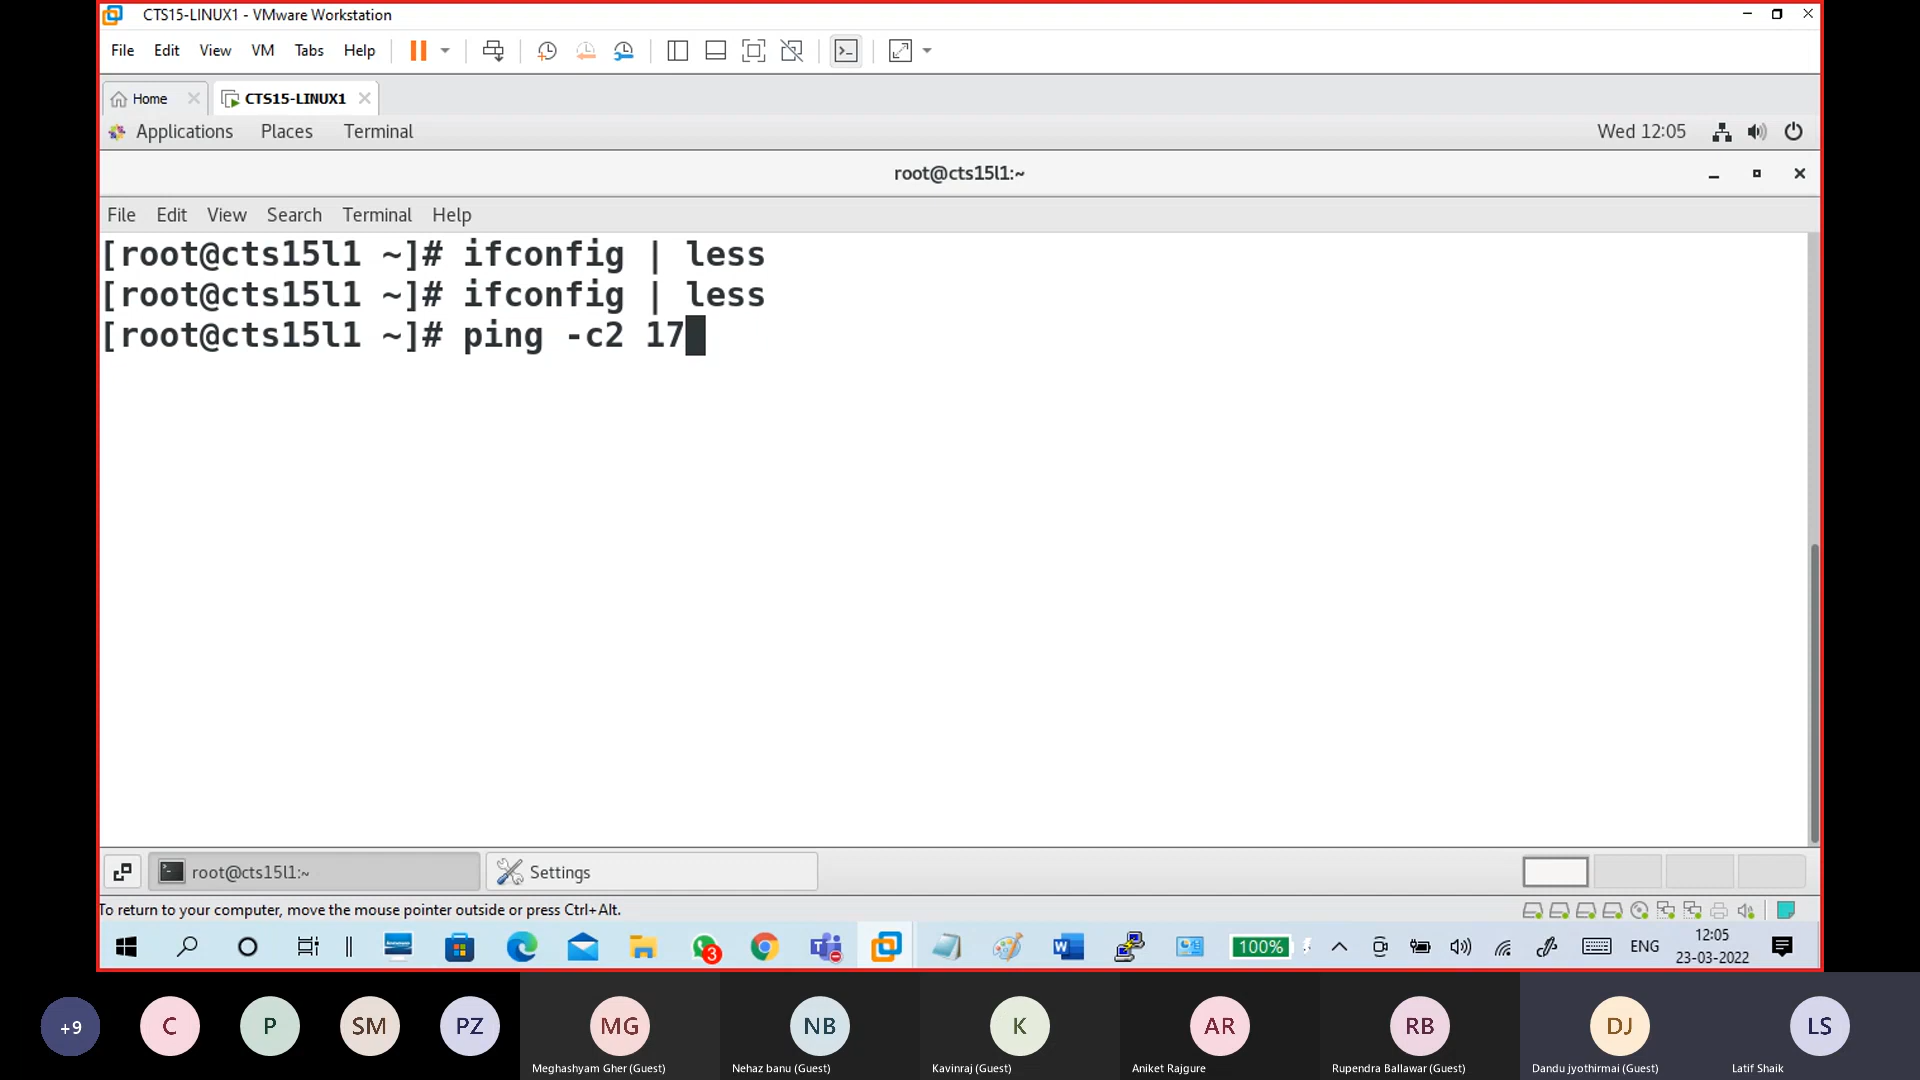 CTS15-LINUX1 - VMware Workstation
File Edit View VM Tabs Help
Home CTS15-LINUX1
Applications Places Terminal Wed 12:05
root@cts15l1:~
File Edit View Search Terminal Help
[root@cts15l1 ~]# ifconfig | less
[root@cts15l1 ~]# ifconfig | less
[root@cts15l1 ~]# ping -c2 17
root@cts15l1:~ Settings
To return to your computer, move the mouse pointer outside or press Ctrl+Alt.
3 100% ENG 12:05
23-03-2022
+9 C P SM PZ MG NB K AR RB DJ LS
Meghashyam Gher (Guest) Nehaz banu (Guest) Kavinraj (Guest) Aniket Rajgure Rupendra Ballawar (Guest) Dandu jyothirmai (Guest) Latif Shaik